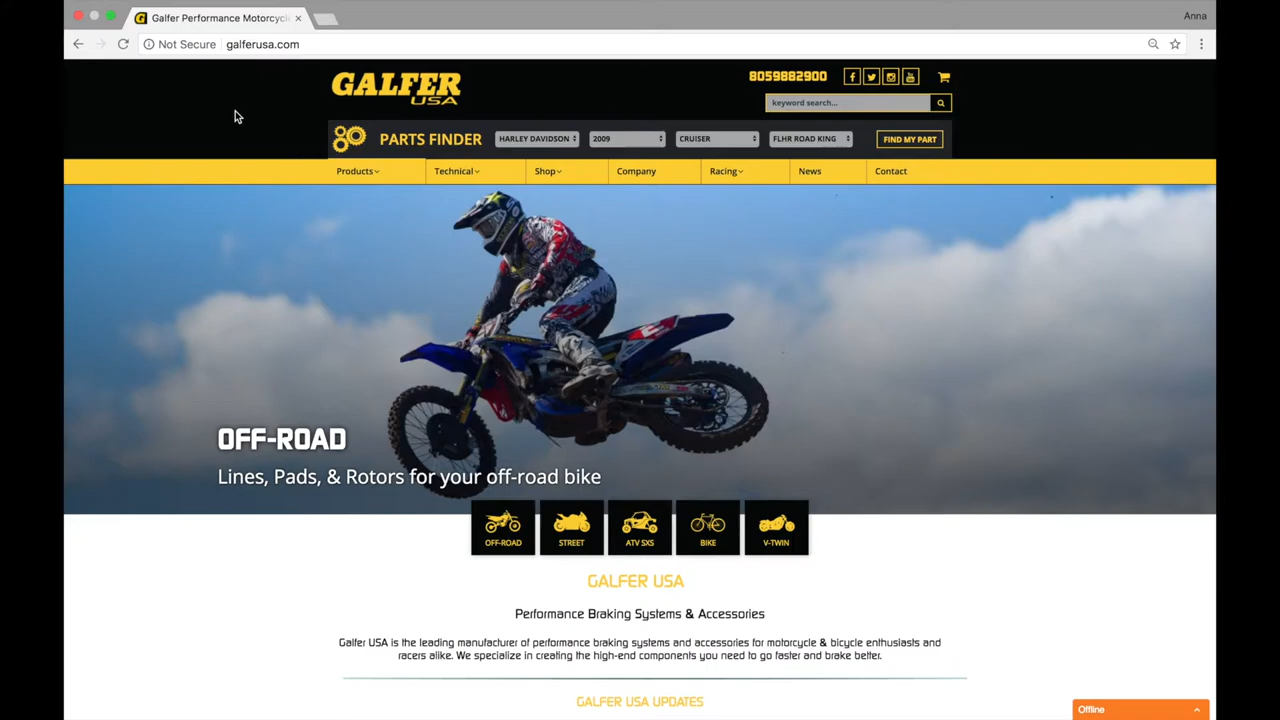 Galfer Performance Motorcycl
Anna
Not Secure
galferusa.com
GALFER
USA
8059882900
keyword search...
PARTS FINDER
HARLEY DAVIDSON
2009
CRUISER
FLHR ROAD KING
FIND MY PART
Products
Technical
Shop
Company
Racing
News
Contact
OFF-ROAD
Lines, Pads, & Rotors for your off-road bike
OFF-ROAD
STREET
ATV SXS
BIKE
V-TWIN
GALFER USA
Performance Braking Systems & Accessories
Galfer USA is the leading manufacturer of performance braking systems and accessories for motorcycle & bicycle enthusiasts and
racers alike. We specialize in creating the high-end components you need to go faster and brake better.
GALFER USA UPDATES
Offline